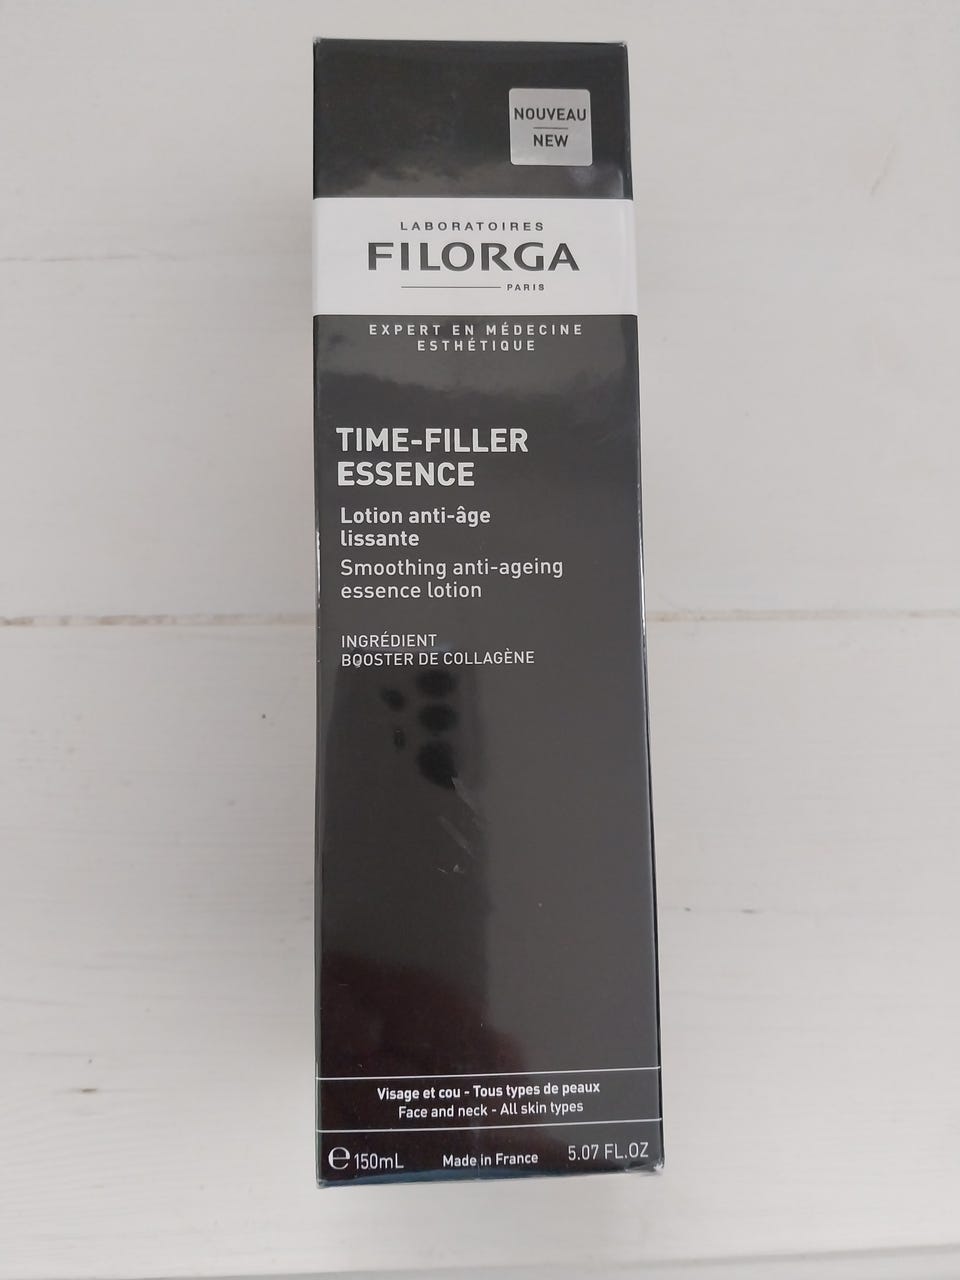 NOUVEAU
NEW
LABORATOIRES
FILORGA
PARIS
EXPERT EN MÉDECINE
ESTHÉTIQUE
TIME-FILLER
ESSENCE
Lotion anti-âge
lissante
Smoothing anti-ageing
essence lotion
INGRÉDIENT
BOOSTER DE COLLAGÈNE
Visage et cou - Tous types de peaux
Face and neck - All skin types
℮ 150mL Made in France 5.07 FL.OZ